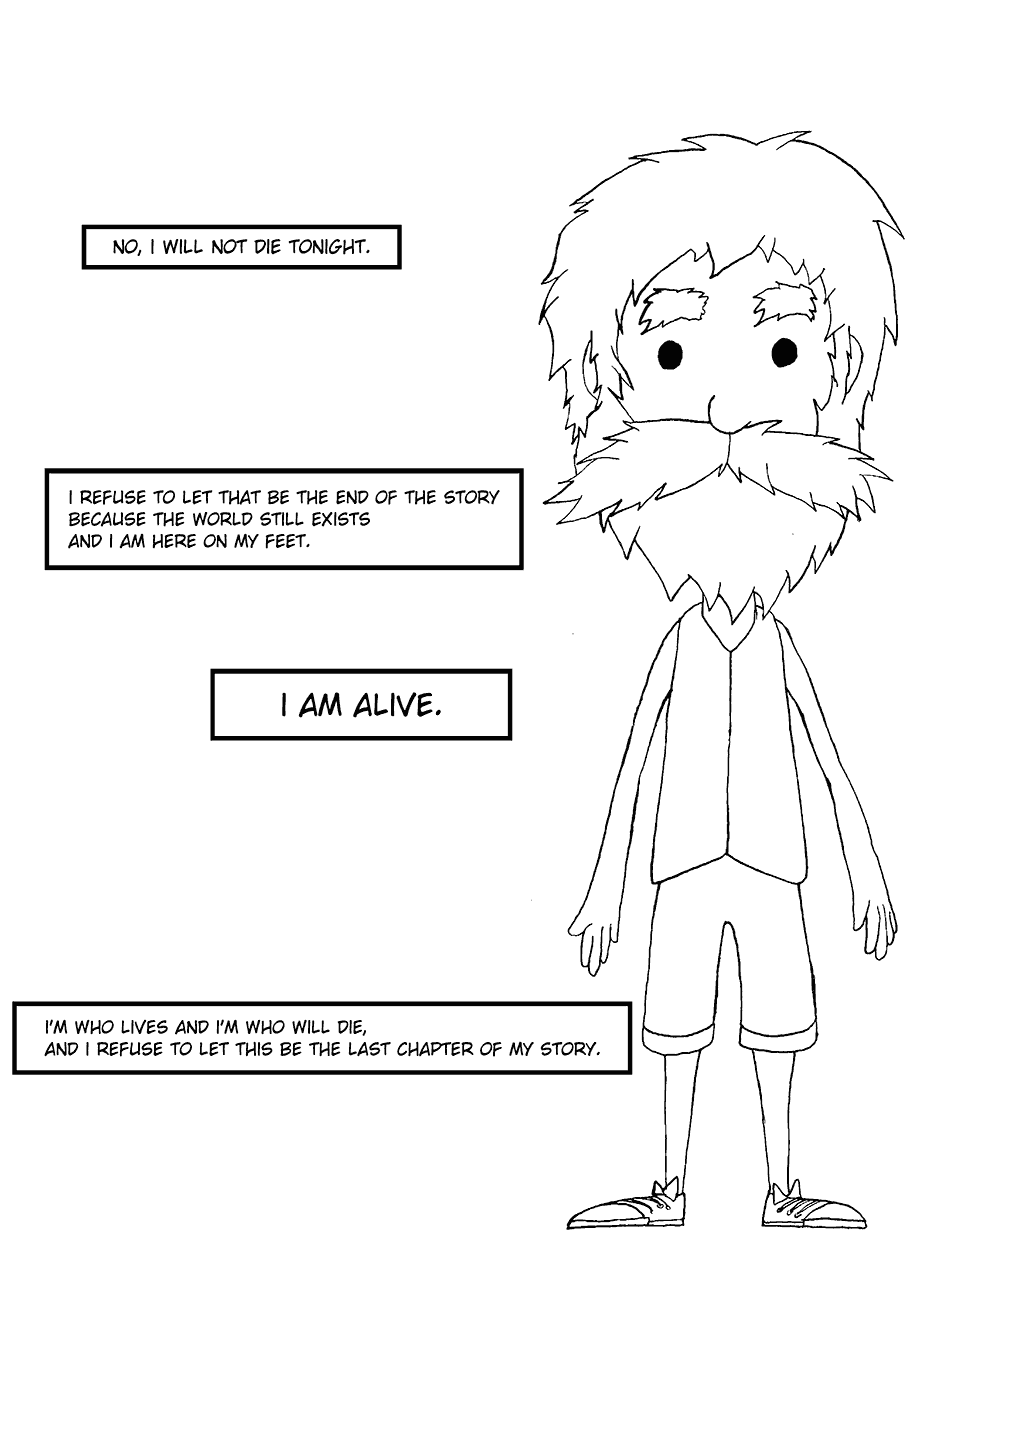 NO, I WILL NOT DIE TONIGHT.
I REFUSE TO LET THAT BE THE END OF THE STORY
BECAUSE THE WORLD STILL EXISTS
AND I AM HERE ON MY FEET.
I AM ALIVE.
I'M WHO LIVES AND I'M WHO WILL DIE,
AND I REFUSE TO LET THIS BE THE LAST CHAPTER OF MY STORY.